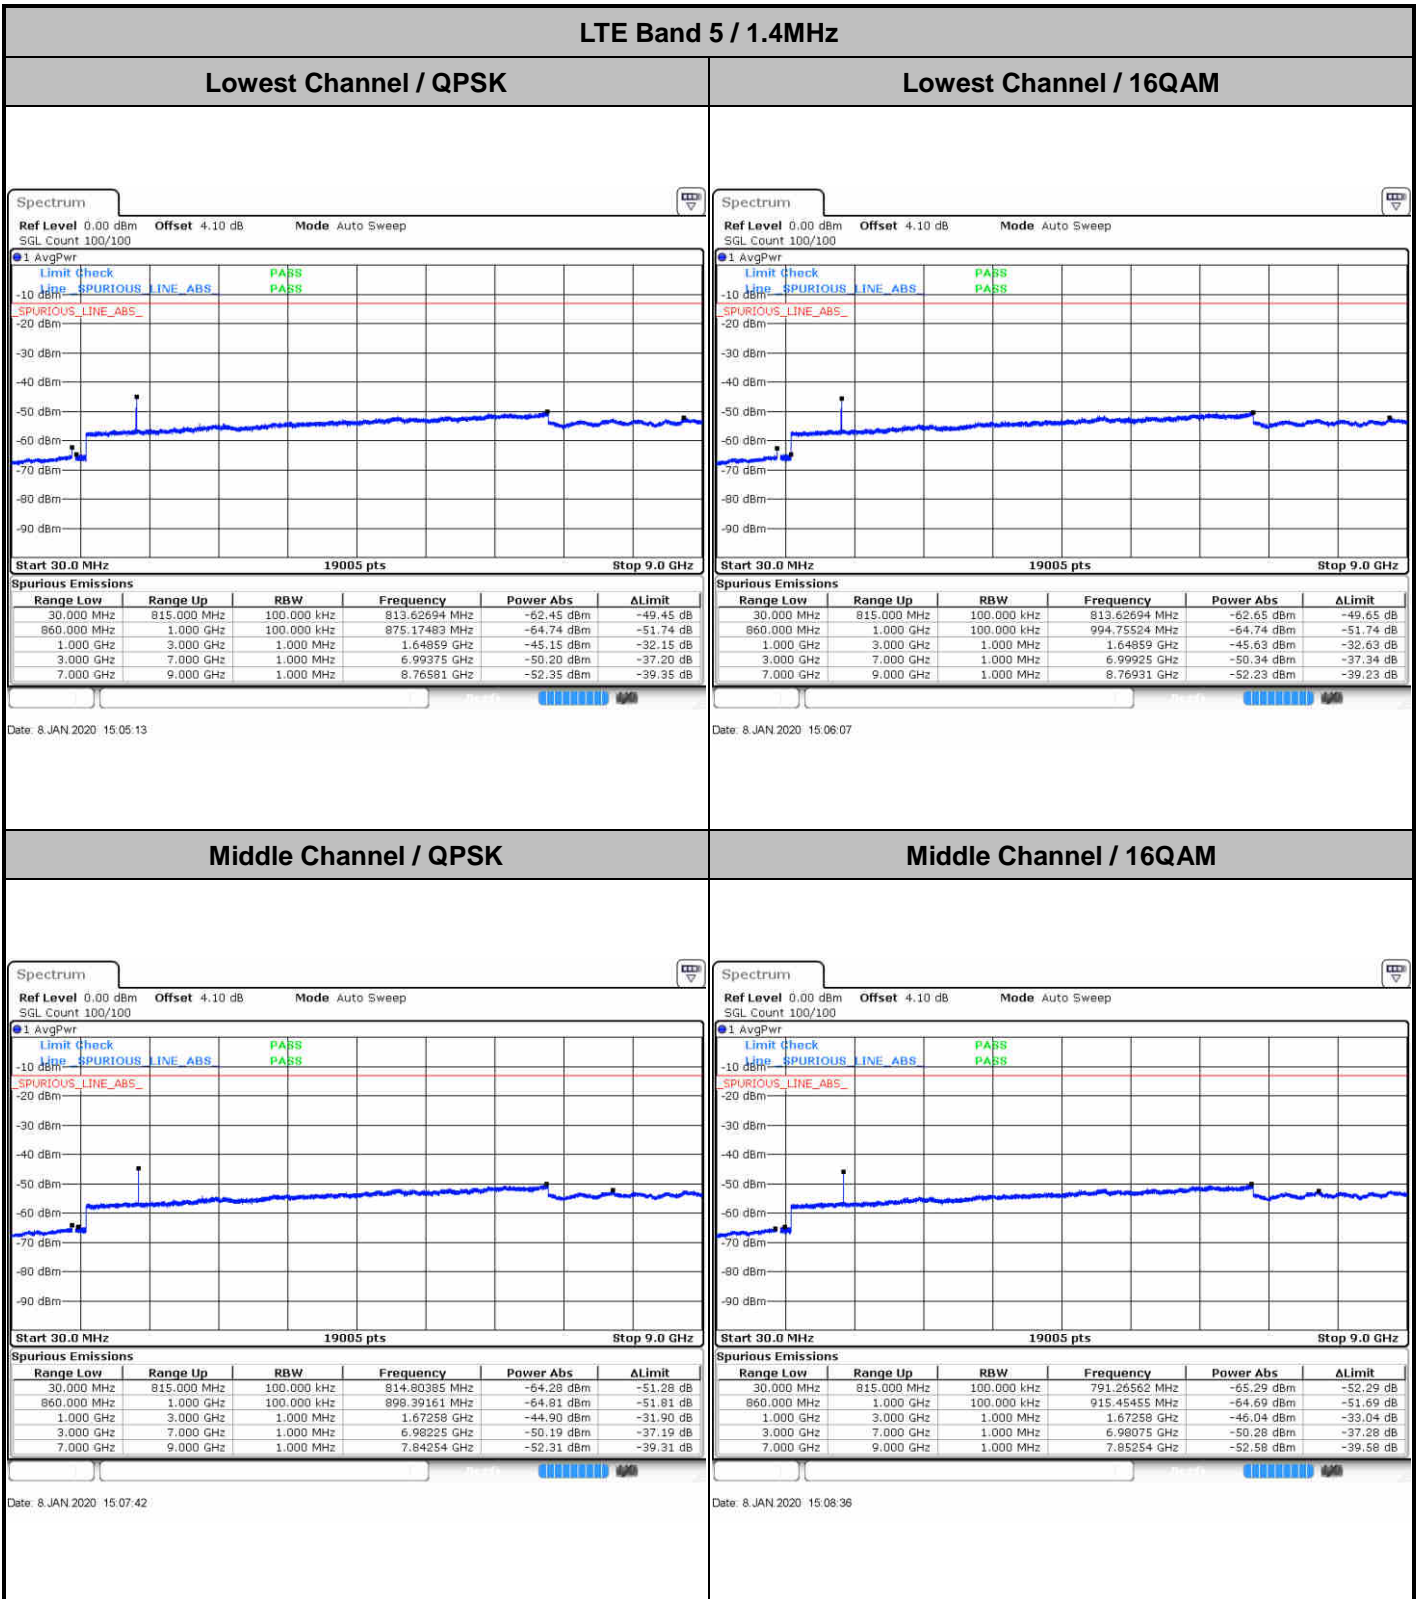 LTE Band 5 / 1.4MHz
Lowest Channel / QPSK
Lowest Channel / 16QAM
Spectrum
Ref Level 0.00 dBm Offset 4.10 dB Mode Auto Sweep
SGL Count 100/100
1 AvgPwr
Limit Check PASS
-10 dBm Line _SPURIOUS_LINE_ABS_ PASS
_SPURIOUS_LINE_ABS_
-20 dBm
-30 dBm
-40 dBm
-50 dBm
-60 dBm
-70 dBm
-80 dBm
-90 dBm
Start 30.0 MHz 19005 pts Stop 9.0 GHz
Spurious Emissions
Range Low Range Up RBW Frequency Power Abs ΔLimit
30.000 MHz 815.000 MHz 100.000 kHz 813.62694 MHz -62.45 dBm -49.45 dB
860.000 MHz 1.000 GHz 100.000 kHz 875.17483 MHz -64.74 dBm -51.74 dB
1.000 GHz 3.000 GHz 1.000 MHz 1.64859 GHz -45.15 dBm -32.15 dB
3.000 GHz 7.000 GHz 1.000 MHz 6.99375 GHz -50.20 dBm -37.20 dB
7.000 GHz 9.000 GHz 1.000 MHz 8.76581 GHz -52.35 dBm -39.35 dB
Date: 8.JAN.2020 15:05:13
Spectrum
Ref Level 0.00 dBm Offset 4.10 dB Mode Auto Sweep
SGL Count 100/100
1 AvgPwr
Limit Check PASS
-10 dBm Line _SPURIOUS_LINE_ABS_ PASS
_SPURIOUS_LINE_ABS_
-20 dBm
-30 dBm
-40 dBm
-50 dBm
-60 dBm
-70 dBm
-80 dBm
-90 dBm
Start 30.0 MHz 19005 pts Stop 9.0 GHz
Spurious Emissions
Range Low Range Up RBW Frequency Power Abs ΔLimit
30.000 MHz 815.000 MHz 100.000 kHz 813.62694 MHz -62.65 dBm -49.65 dB
860.000 MHz 1.000 GHz 100.000 kHz 994.75524 MHz -64.74 dBm -51.74 dB
1.000 GHz 3.000 GHz 1.000 MHz 1.64859 GHz -45.63 dBm -32.63 dB
3.000 GHz 7.000 GHz 1.000 MHz 6.99925 GHz -50.34 dBm -37.34 dB
7.000 GHz 9.000 GHz 1.000 MHz 8.76931 GHz -52.23 dBm -39.23 dB
Date: 8.JAN.2020 15:06:07
Middle Channel / QPSK
Middle Channel / 16QAM
Spectrum
Ref Level 0.00 dBm Offset 4.10 dB Mode Auto Sweep
SGL Count 100/100
1 AvgPwr
Limit Check PASS
-10 dBm Line _SPURIOUS_LINE_ABS_ PASS
_SPURIOUS_LINE_ABS_
-20 dBm
-30 dBm
-40 dBm
-50 dBm
-60 dBm
-70 dBm
-80 dBm
-90 dBm
Start 30.0 MHz 19005 pts Stop 9.0 GHz
Spurious Emissions
Range Low Range Up RBW Frequency Power Abs ΔLimit
30.000 MHz 815.000 MHz 100.000 kHz 814.80385 MHz -64.28 dBm -51.28 dB
860.000 MHz 1.000 GHz 100.000 kHz 898.39161 MHz -64.81 dBm -51.81 dB
1.000 GHz 3.000 GHz 1.000 MHz 1.67258 GHz -44.90 dBm -31.90 dB
3.000 GHz 7.000 GHz 1.000 MHz 6.98225 GHz -50.19 dBm -37.19 dB
7.000 GHz 9.000 GHz 1.000 MHz 7.84254 GHz -52.31 dBm -39.31 dB
Date: 8.JAN.2020 15:07:42
Spectrum
Ref Level 0.00 dBm Offset 4.10 dB Mode Auto Sweep
SGL Count 100/100
1 AvgPwr
Limit Check PASS
-10 dBm Line _SPURIOUS_LINE_ABS_ PASS
_SPURIOUS_LINE_ABS_
-20 dBm
-30 dBm
-40 dBm
-50 dBm
-60 dBm
-70 dBm
-80 dBm
-90 dBm
Start 30.0 MHz 19005 pts Stop 9.0 GHz
Spurious Emissions
Range Low Range Up RBW Frequency Power Abs ΔLimit
30.000 MHz 815.000 MHz 100.000 kHz 791.26562 MHz -65.29 dBm -52.29 dB
860.000 MHz 1.000 GHz 100.000 kHz 915.45455 MHz -64.69 dBm -51.69 dB
1.000 GHz 3.000 GHz 1.000 MHz 1.67258 GHz -46.04 dBm -33.04 dB
3.000 GHz 7.000 GHz 1.000 MHz 6.98075 GHz -50.28 dBm -37.28 dB
7.000 GHz 9.000 GHz 1.000 MHz 7.85254 GHz -52.58 dBm -39.58 dB
Date: 8.JAN.2020 15:08:36